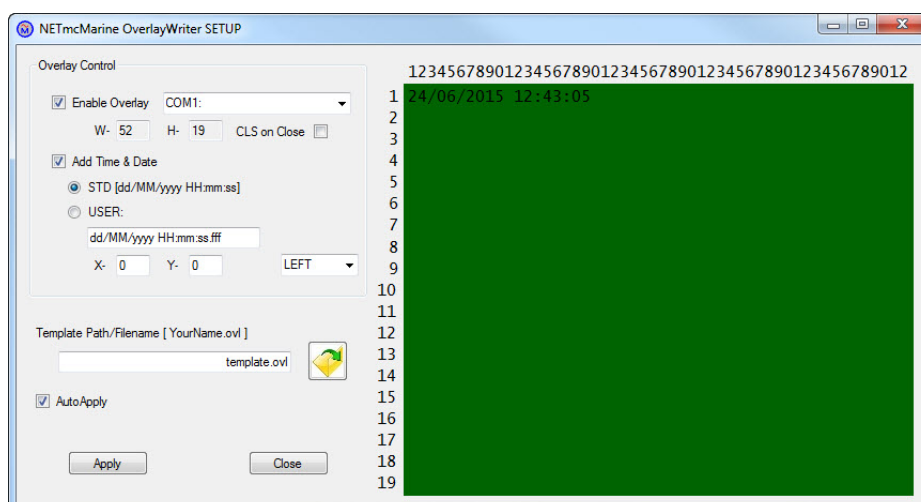 NETmcMarine OverlayWriter SETUP
Overlay Control
Enable Overlay COM1:
W- 52 H- 19 CLS on Close
Add Time & Date
STD [dd/MM/yyyy HH:mm:ss]
USER:
dd/MM/yyyy HH:mm:ss.fff
X- 0 Y- 0 LEFT
Template Path/Filename [ YourName.ovl ]
template.ovl
AutoApply
Apply Close
1234567890123456789012345678901234567890123456789012
1 24/06/2015 12:43:05
2
3
4
5
6
7
8
9
10
11
12
13
14
15
16
17
18
19